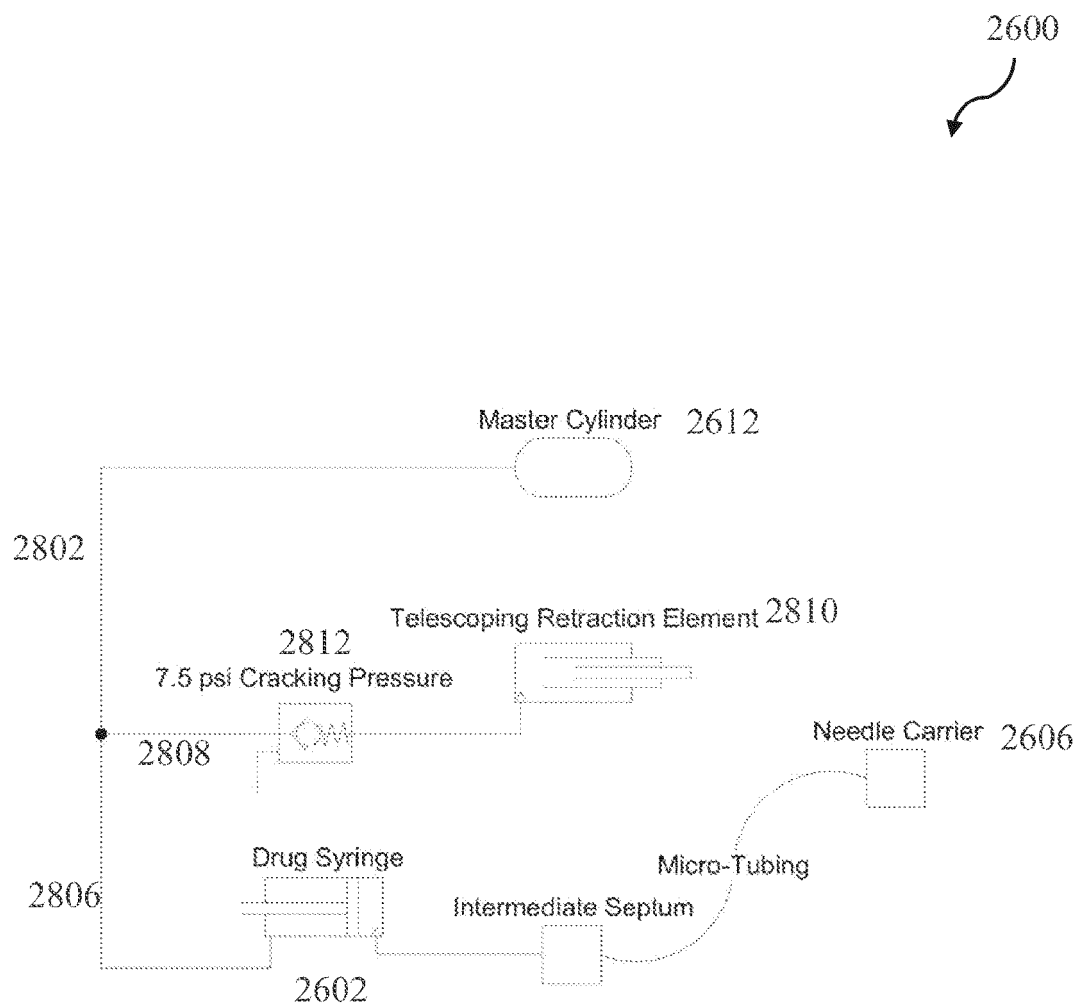 2600
Master Cylinder 2612
2802
Telescoping Retraction Element 2810
2812
7.5 psi Cracking Pressure
2808
Needle Carrier 2606
Drug Syringe
Micro-Tubing
2806
Intermediate Septum
2602